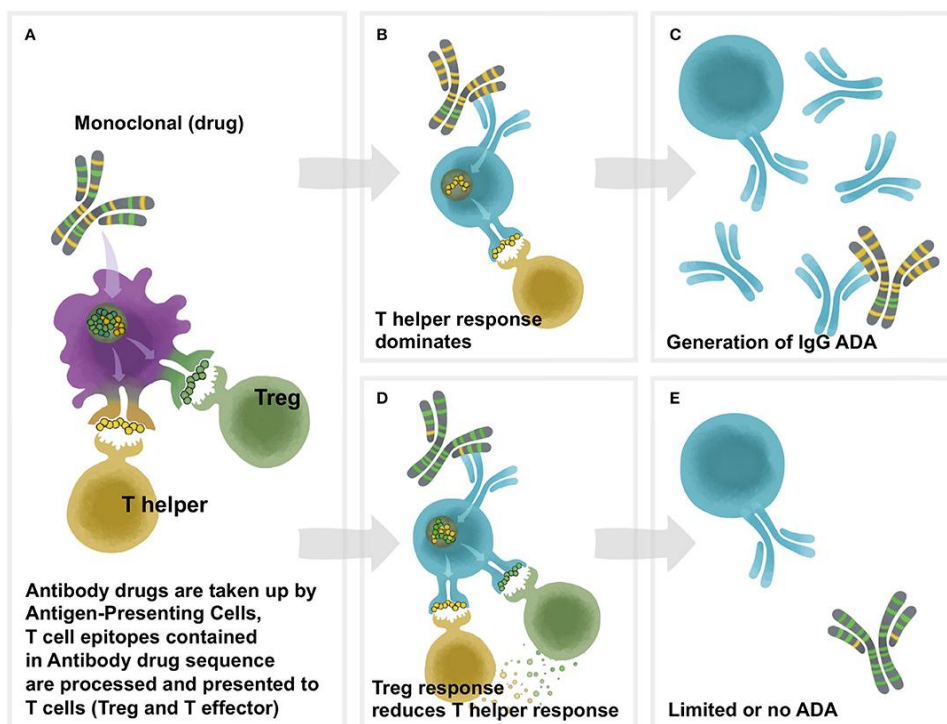 A
Monoclonal (drug)
Treg
T helper
Antibody drugs are taken up by
Antigen-Presenting Cells,
T cell epitopes contained
in Antibody drug sequence
are processed and presented to
T cells (Treg and T effector)
B
T helper response
dominates
C
Generation of IgG ADA
D
Treg response
reduces T helper response
E
Limited or no ADA